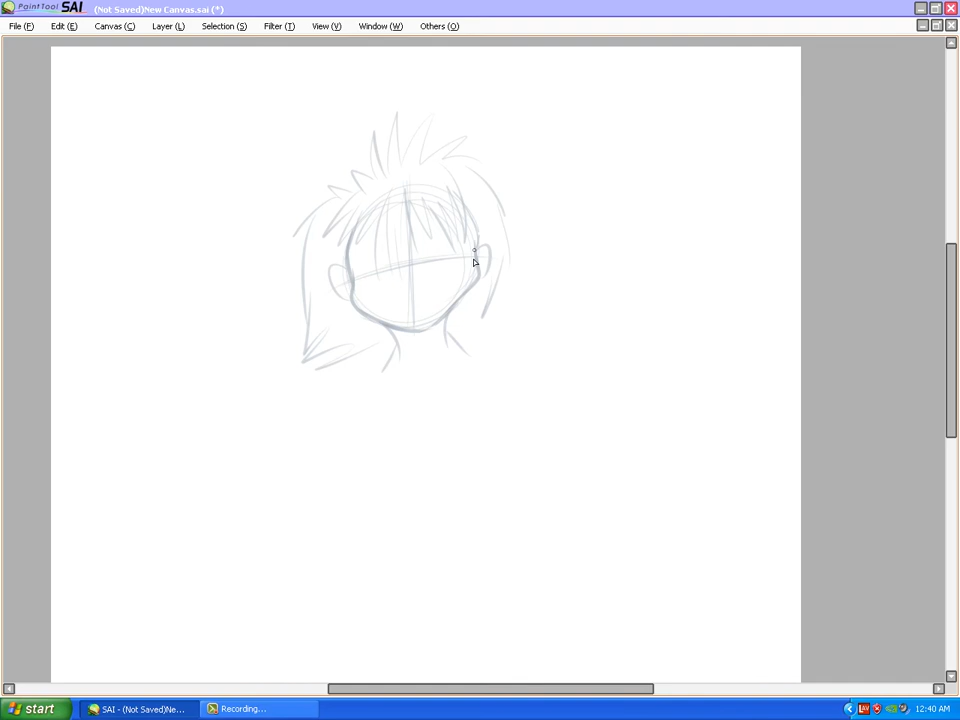 PaintTool SAI (Not Saved)New Canvas.sai (*)
File (F) Edit (E) Canvas (C) Layer (L) Selection (S) Filter (T) View (V) Window (W) Others (O)
start SAI - (Not Saved)Ne... Recording... 12:40 AM